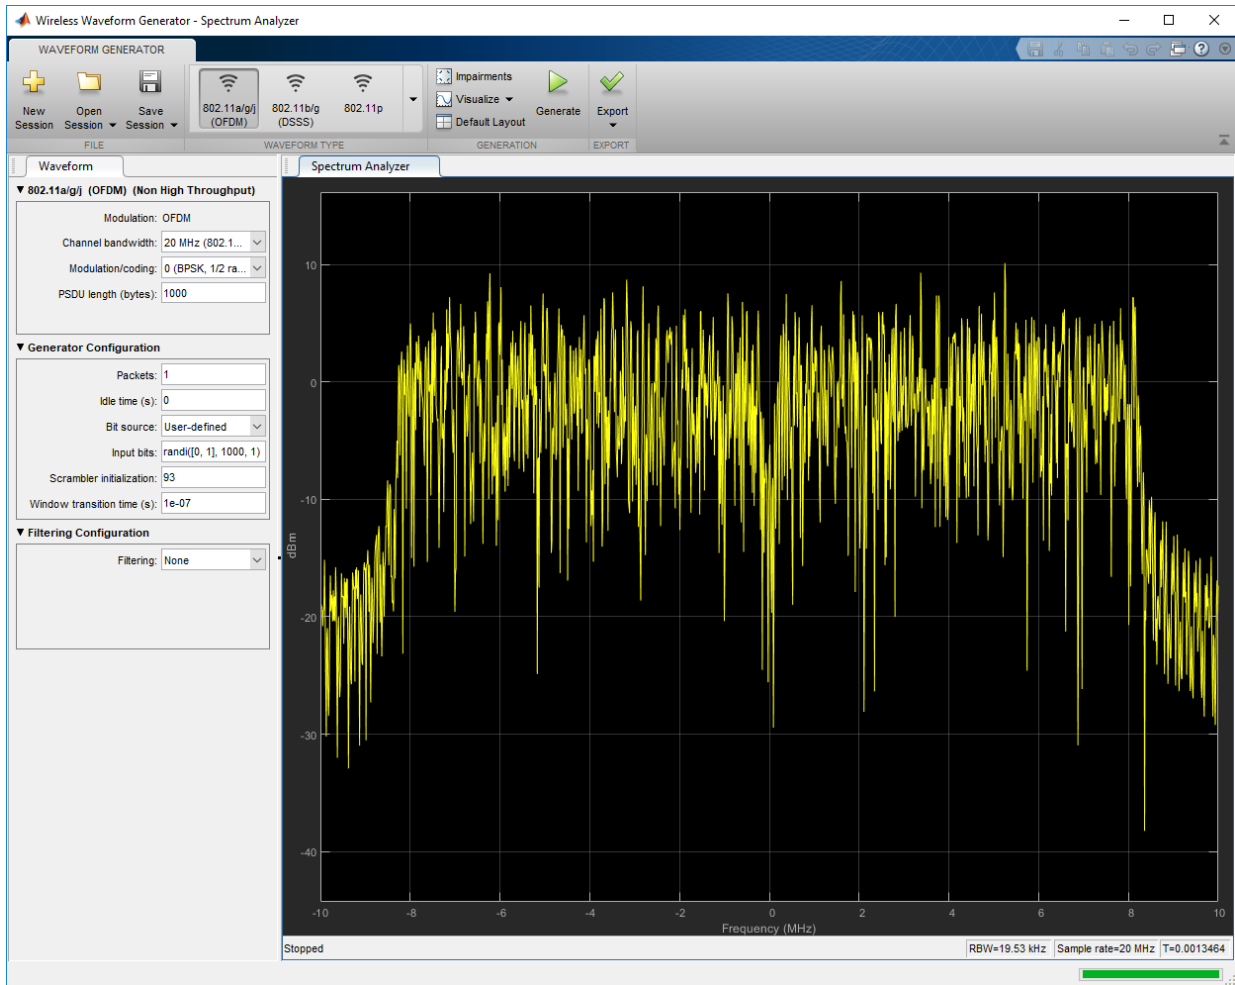 Wireless Waveform Generator - Spectrum Analyzer
WAVEFORM GENERATOR
New Session
Open Session
Save Session
FILE
802.11a/g/j (OFDM)
802.11b/g (DSSS)
802.11p
WAVEFORM TYPE
Impairments
Visualize
Default Layout
Generate
GENERATION
Export
EXPORT
Waveform
802.11a/g/j (OFDM) (Non High Throughput)
Modulation: OFDM
Channel bandwidth: 20 MHz (802.1...
Modulation/coding: 0 (BPSK, 1/2 ra...
PSDU length (bytes): 1000
Generator Configuration
Packets: 1
Idle time (s): 0
Bit source: User-defined
Input bits: randi([0, 1], 1000, 1)
Scrambler initialization: 93
Window transition time (s): 1e-07
Filtering Configuration
Filtering: None
Spectrum Analyzer
10
0
-10
-20
-30
-40
dBm
-10 -8 -6 -4 -2 0 2 4 6 8 10
Frequency (MHz)
Stopped
RBW=19.53 kHz Sample rate=20 MHz T=0.0013464